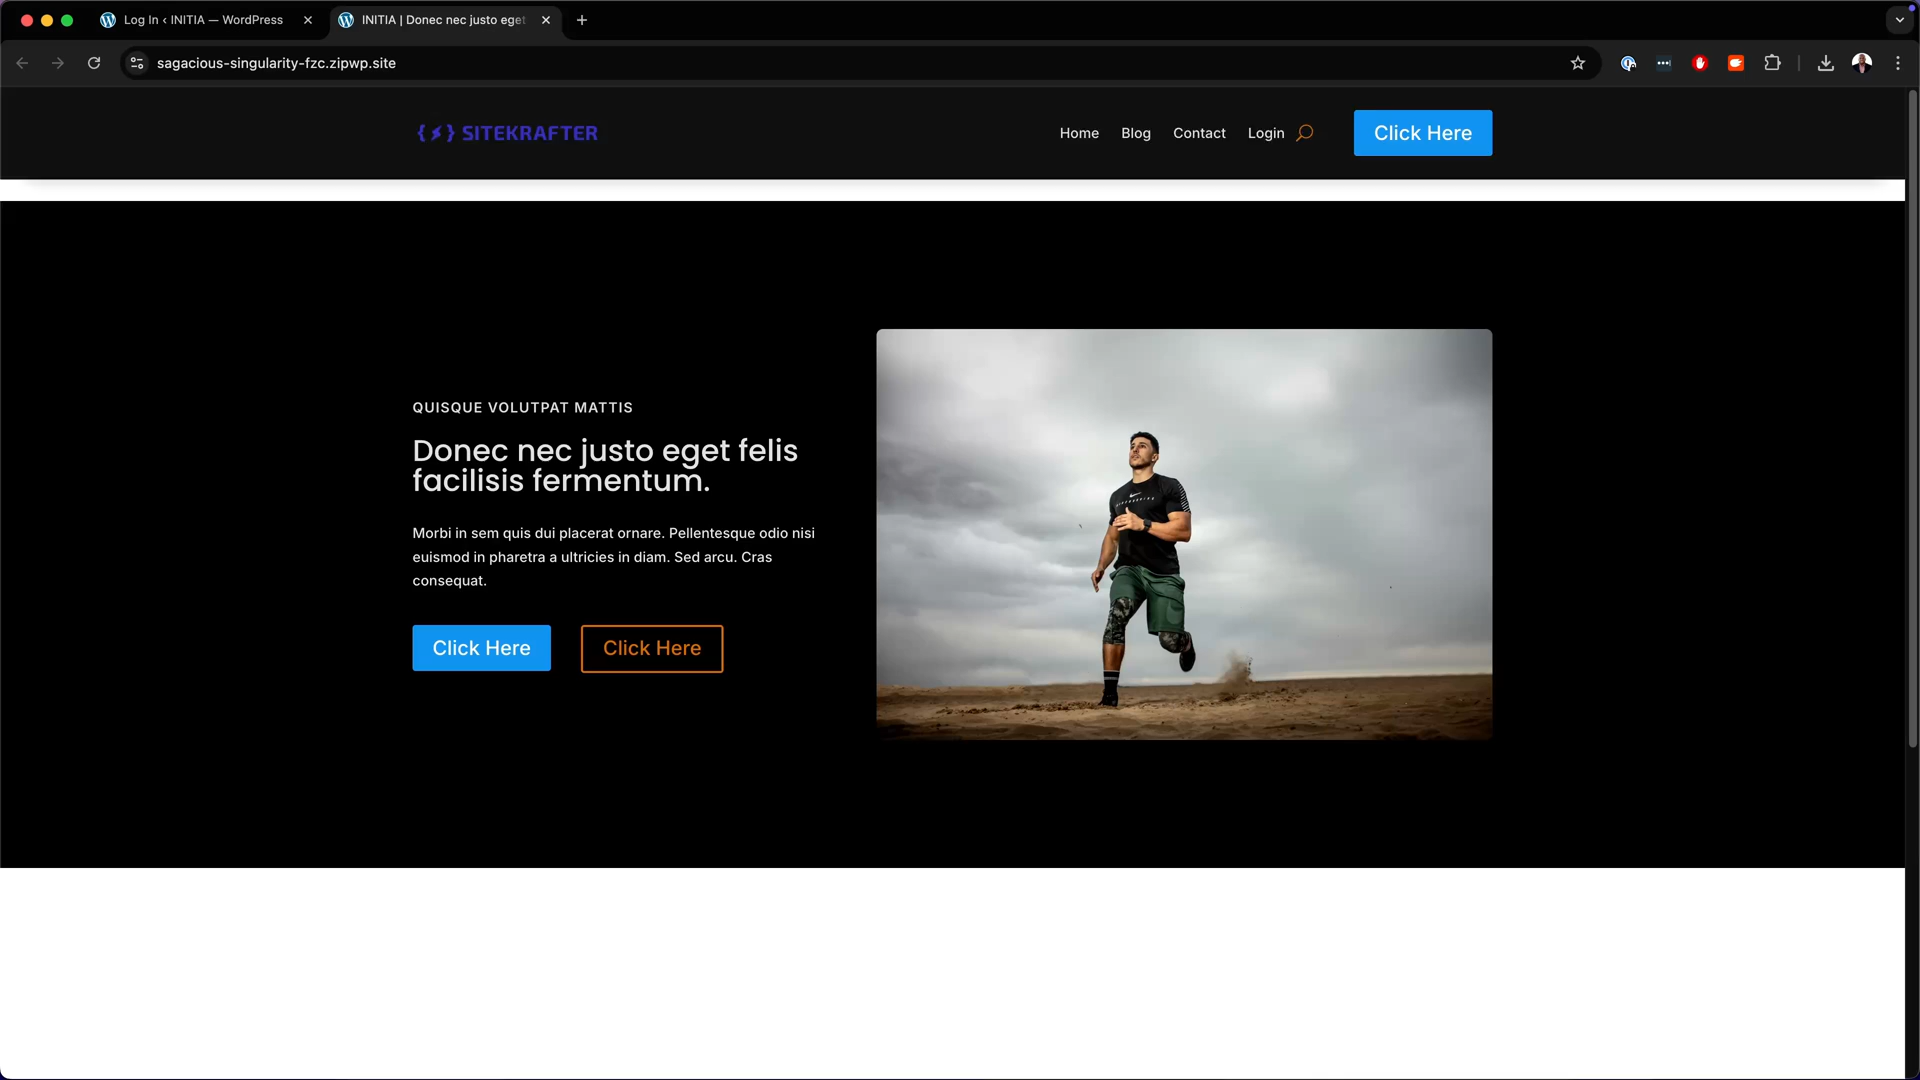 Log In ‹ INITIA — WordPress
INITIA | Donec nec justo eget
sagacious-singularity-fzc.zipwp.site
SITEKRAFTER
Home
Blog
Contact
Login
Click Here
QUISQUE VOLUTPAT MATTIS
Donec nec justo eget felis
facilisis fermentum.
Morbi in sem quis dui placerat ornare. Pellentesque odio nisi
euismod in pharetra a ultricies in diam. Sed arcu. Cras
consequat.
Click Here
Click Here